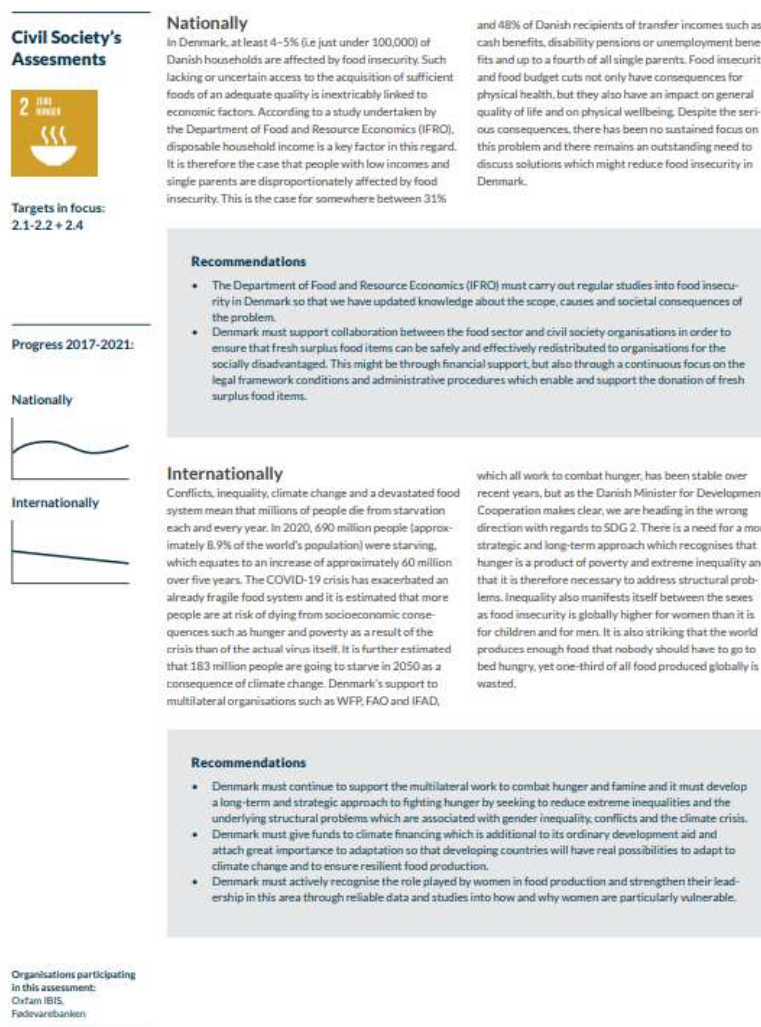 Civil Society's
Assesments
2 ZERO
HUNGER
Targets in focus:
2.1-2.2 + 2.4
Progress 2017-2021:
Nationally
Internationally
Organisations participating
in this assessment:
Oxfam IBIS,
Fødevarebanken
Nationally
In Denmark, at least 4–5% (i.e just under 100,000) of
Danish households are affected by food insecurity. Such
lacking or uncertain access to the acquisition of sufficient
foods of an adequate quality is inextricably linked to
economic factors. According to a study undertaken by
the Department of Food and Resource Economics (IFRO),
disposable household income is a key factor in this regard.
It is therefore the case that people with low incomes and
single parents are disproportionately affected by food
insecurity. This is the case for somewhere between 31%
and 48% of Danish recipients of transfer incomes such as
cash benefits, disability pensions or unemployment bene
fits and up to a fourth of all single parents. Food insecurit
and food budget cuts not only have consequences for
physical health, but they also have an impact on general
quality of life and on physical wellbeing. Despite the seri-
ous consequences, there has been no sustained focus on
this problem and there remains an outstanding need to
discuss solutions which might reduce food insecurity in
Denmark.
Recommendations
• The Department of Food and Resource Economics (IFRO) must carry out regular studies into food insecu-
rity in Denmark so that we have updated knowledge about the scope, causes and societal consequences of
the problem.
• Denmark must support collaboration between the food sector and civil society organisations in order to
ensure that fresh surplus food items can be safely and effectively redistributed to organisations for the
socially disadvantaged. This might be through financial support, but also through a continuous focus on the
legal framework conditions and administrative procedures which enable and support the donation of fresh
surplus food items.
Internationally
Conflicts, inequality, climate change and a devastated food
system mean that millions of people die from starvation
each and every year. In 2020, 690 million people (approx-
imately 8.9% of the world's population) were starving,
which equates to an increase of approximately 60 million
over five years. The COVID-19 crisis has exacerbated an
already fragile food system and it is estimated that more
people are at risk of dying from socioeconomic conse-
quences such as hunger and poverty as a result of the
crisis than of the actual virus itself. It is further estimated
that 183 million people are going to starve in 2050 as a
consequence of climate change. Denmark's support to
multilateral organisations such as WFP, FAO and IFAD,
which all work to combat hunger, has been stable over
recent years, but as the Danish Minister for Developmen
Cooperation makes clear, we are heading in the wrong
direction with regards to SDG 2. There is a need for a mor
strategic and long-term approach which recognises that
hunger is a product of poverty and extreme inequality an
that it is therefore necessary to address structural prob-
lems. Inequality also manifests itself between the sexes
as food insecurity is globally higher for women than it is
for children and for men. It is also striking that the world
produces enough food that nobody should have to go to
bed hungry, yet one-third of all food produced globally is
wasted.
Recommendations
• Denmark must continue to support the multilateral work to combat hunger and famine and it must develop
a long-term and strategic approach to fighting hunger by seeking to reduce extreme inequalities and the
underlying structural problems which are associated with gender inequality, conflicts and the climate crisis.
• Denmark must give funds to climate financing which is additional to its ordinary development aid and
attach great importance to adaptation so that developing countries will have real possibilities to adapt to
climate change and to ensure resilient food production.
• Denmark must actively recognise the role played by women in food production and strengthen their lead-
ership in this area through reliable data and studies into how and why women are particularly vulnerable.